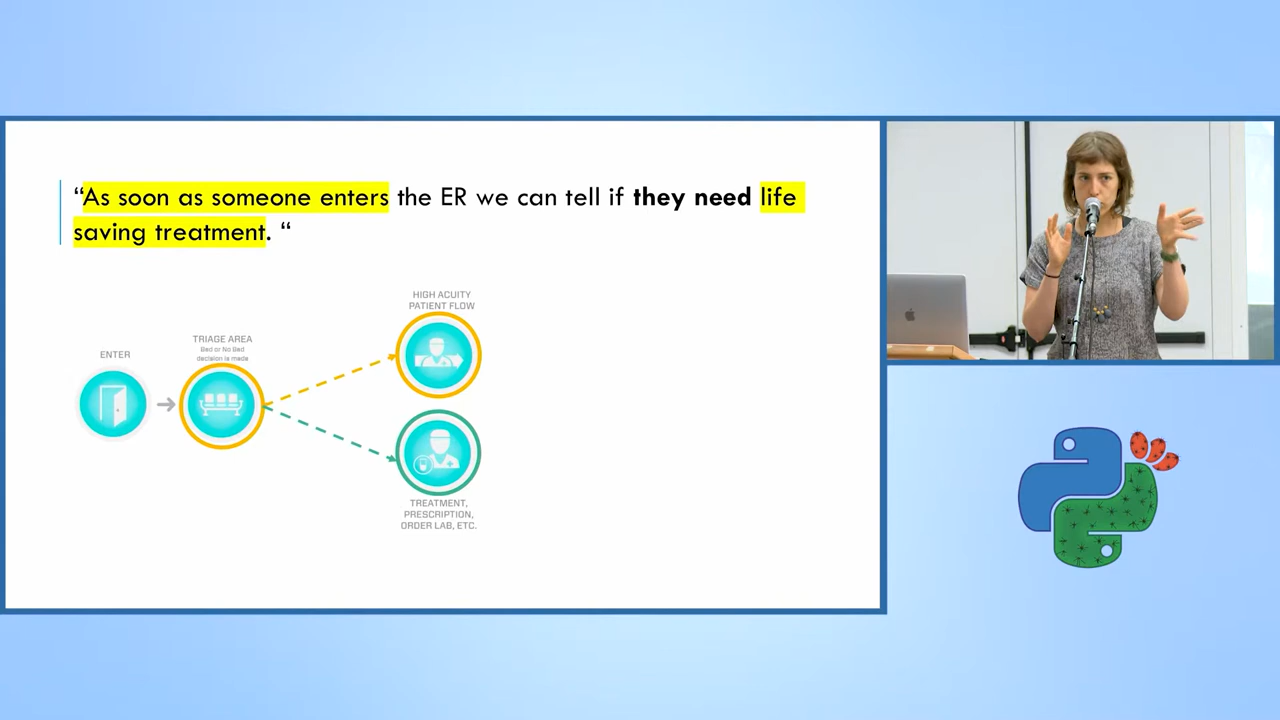 “As soon as someone enters the ER we can tell if they need life
saving treatment. “
HIGH ACUITY
PATIENT FLOW
TRIAGE AREA
Bed or No Bed
decision is made
ENTER
TREATMENT,
PRESCRIPTION,
ORDER LAB, ETC.